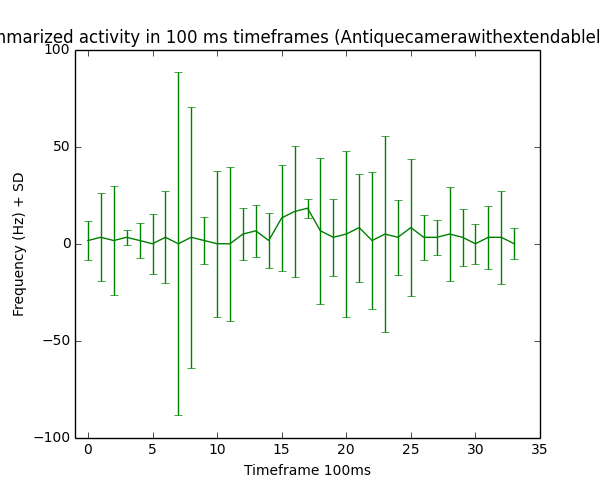 mmarized activity in 100 ms timeframes (Antiquecamerawithextendablel
100
50
0
−50
−100
Frequency (Hz) + SD
0 5 10 15 20 25 30 35
Timeframe 100ms